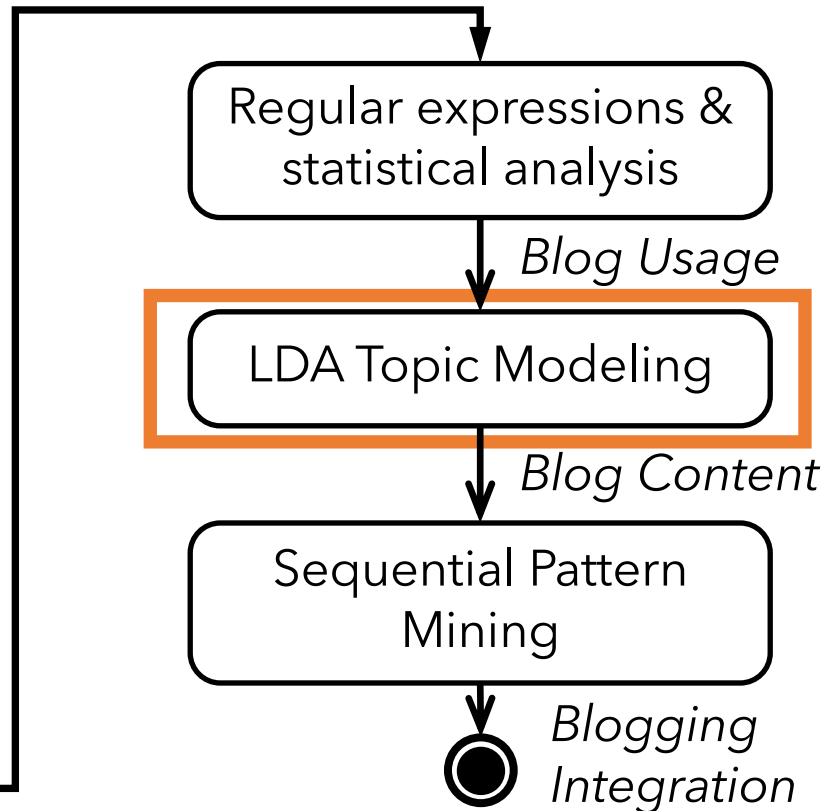 Regular expressions &
statistical analysis
Blog Usage
LDA Topic Modeling
Blog Content
Sequential Pattern
Mining
Blogging
Integration